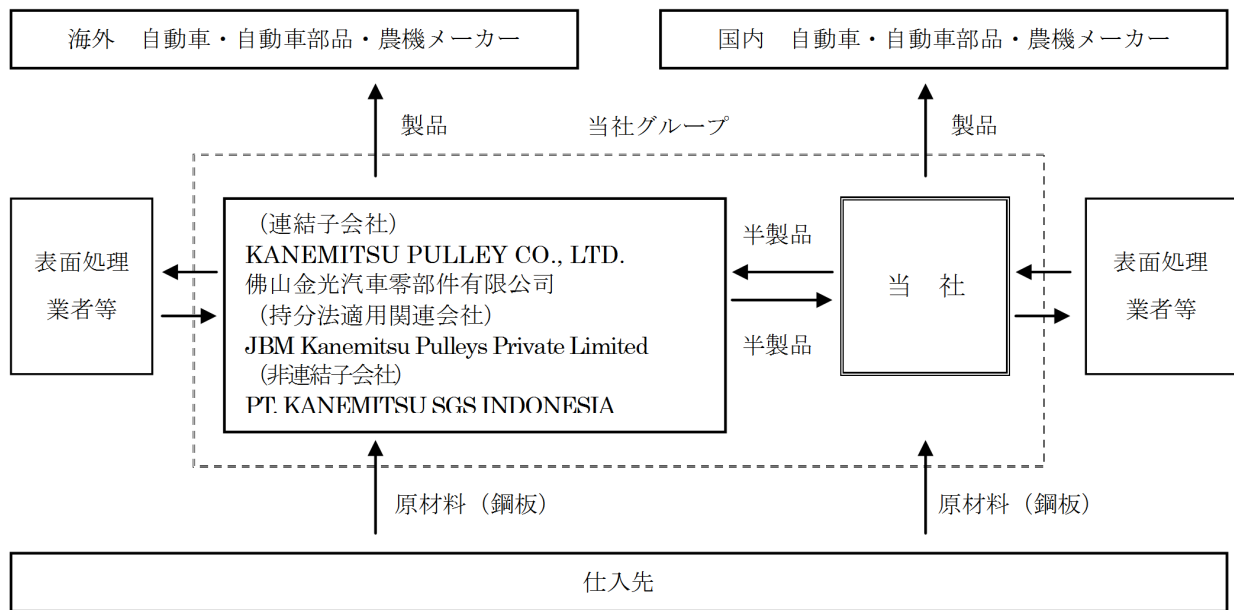 海外　自動車・自動車部品・農機メーカー
国内　自動車・自動車部品・農機メーカー
製品
当社グループ
製品
表面処理
業者等
（連結子会社）
KANEMITSU PULLEY CO., LTD.
佛山金光汽車零部件有限公司
（持分法適用関連会社）
JBM Kanemitsu Pulleys Private Limited
（非連結子会社）
PT. KANEMITSU SGS INDONESIA
半製品
半製品
当　社
表面処理
業者等
原材料（鋼板）
原材料（鋼板）
仕入先